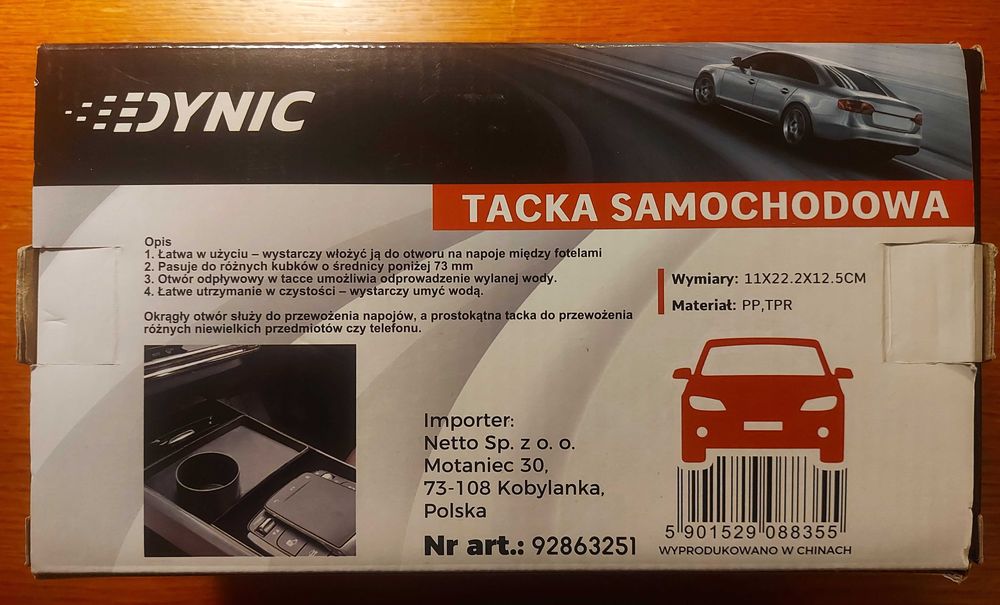 DYNIC
TACKA SAMOCHODOWA
Opis
1. Łatwa w użyciu – wystarczy włożyć ją do otworu na napoje między fotelami
2. Pasuje do różnych kubków o średnicy poniżej 73 mm
3. Otwór odpływowy w tacce umożliwia odprowadzenie wylanej wody.
4. Łatwe utrzymanie w czystości – wystarczy umyć wodą.
Okrągły otwór służy do przewożenia napojów, a prostokątna tacka do przewożenia
różnych niewielkich przedmiotów czy telefonu.
Wymiary: 11X22.2X12.5CM
Materiał: PP,TPR
Importer:
Netto Sp. z o. o.
Motaniec 30,
73-108 Kobylanka,
Polska
Nr art.: 92863251
5 901529 088355
WYPRODUKOWANO W CHINACH